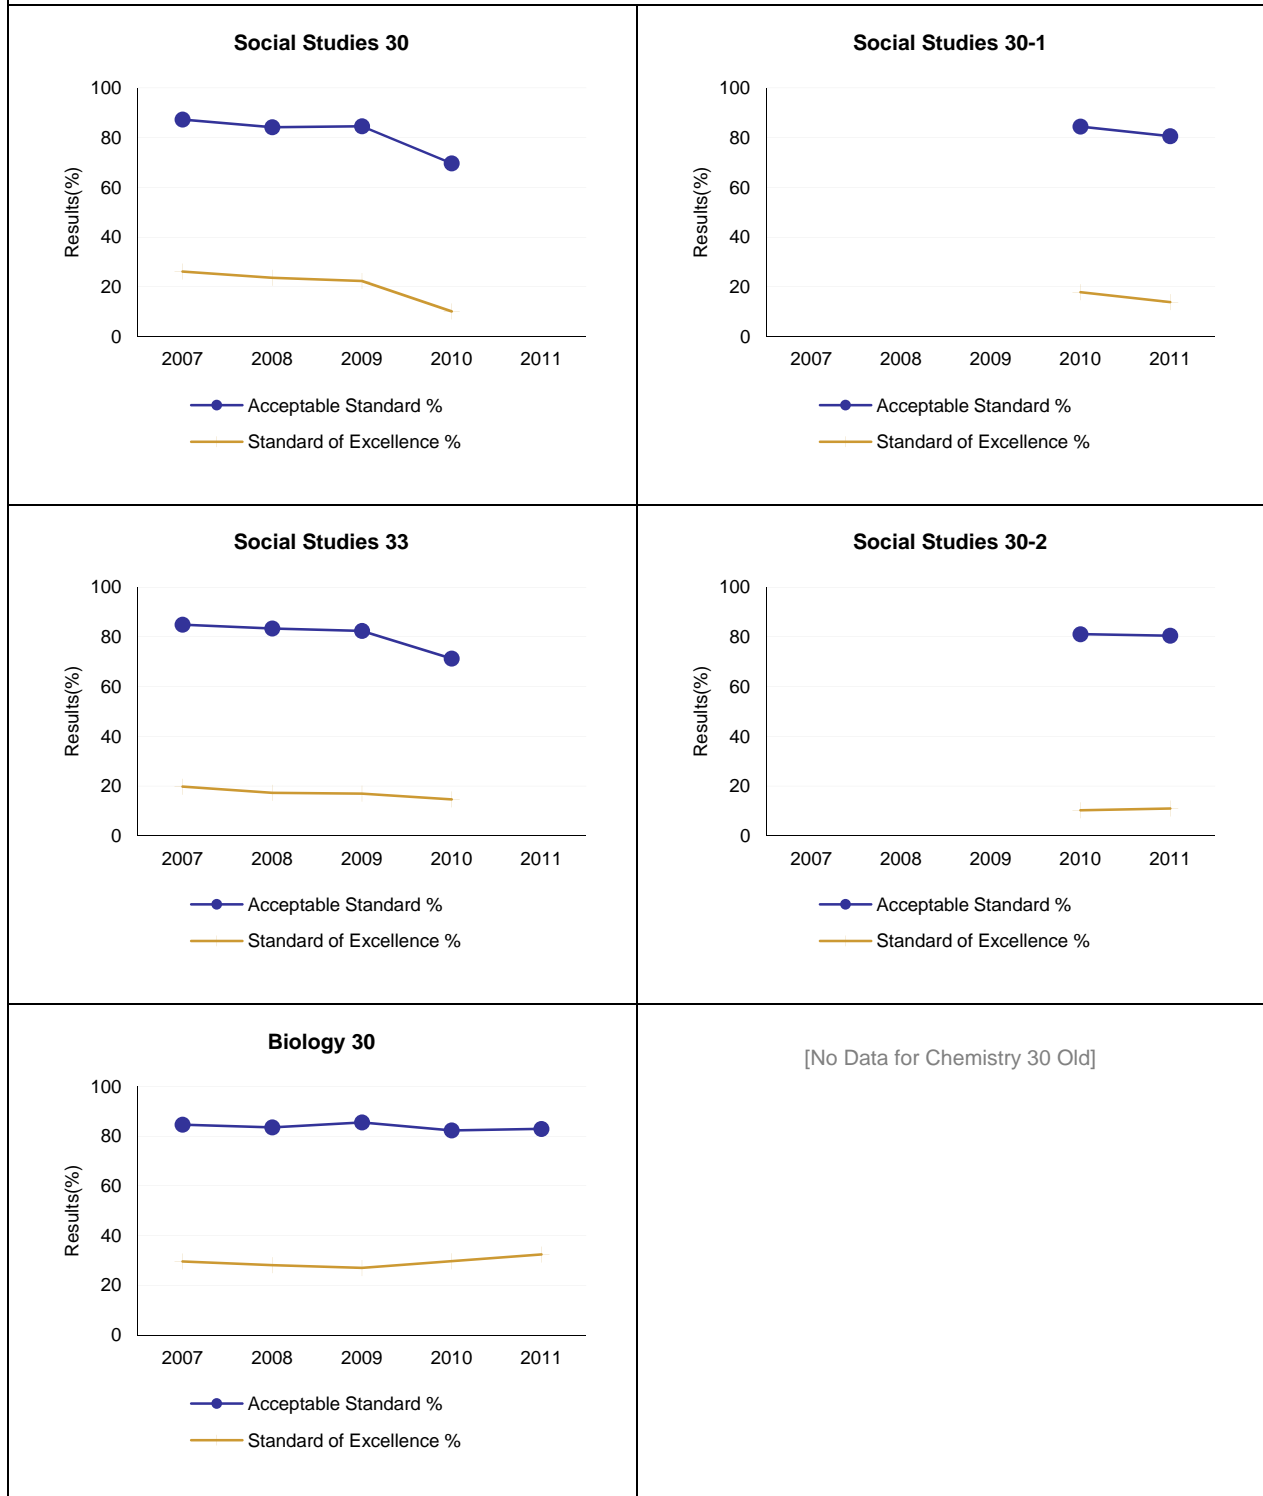 Social Studies 30
100
80
60
40
20
0
Results(%)
2007 2008 2009 2010 2011
Acceptable Standard %
Standard of Excellence %
Social Studies 30-1
100
80
60
40
20
0
Results(%)
2007 2008 2009 2010 2011
Acceptable Standard %
Standard of Excellence %
Social Studies 33
100
80
60
40
20
0
Results(%)
2007 2008 2009 2010 2011
Acceptable Standard %
Standard of Excellence %
Social Studies 30-2
100
80
60
40
20
0
Results(%)
2007 2008 2009 2010 2011
Acceptable Standard %
Standard of Excellence %
Biology 30
100
80
60
40
20
0
Results(%)
2007 2008 2009 2010 2011
Acceptable Standard %
Standard of Excellence %
[No Data for Chemistry 30 Old]